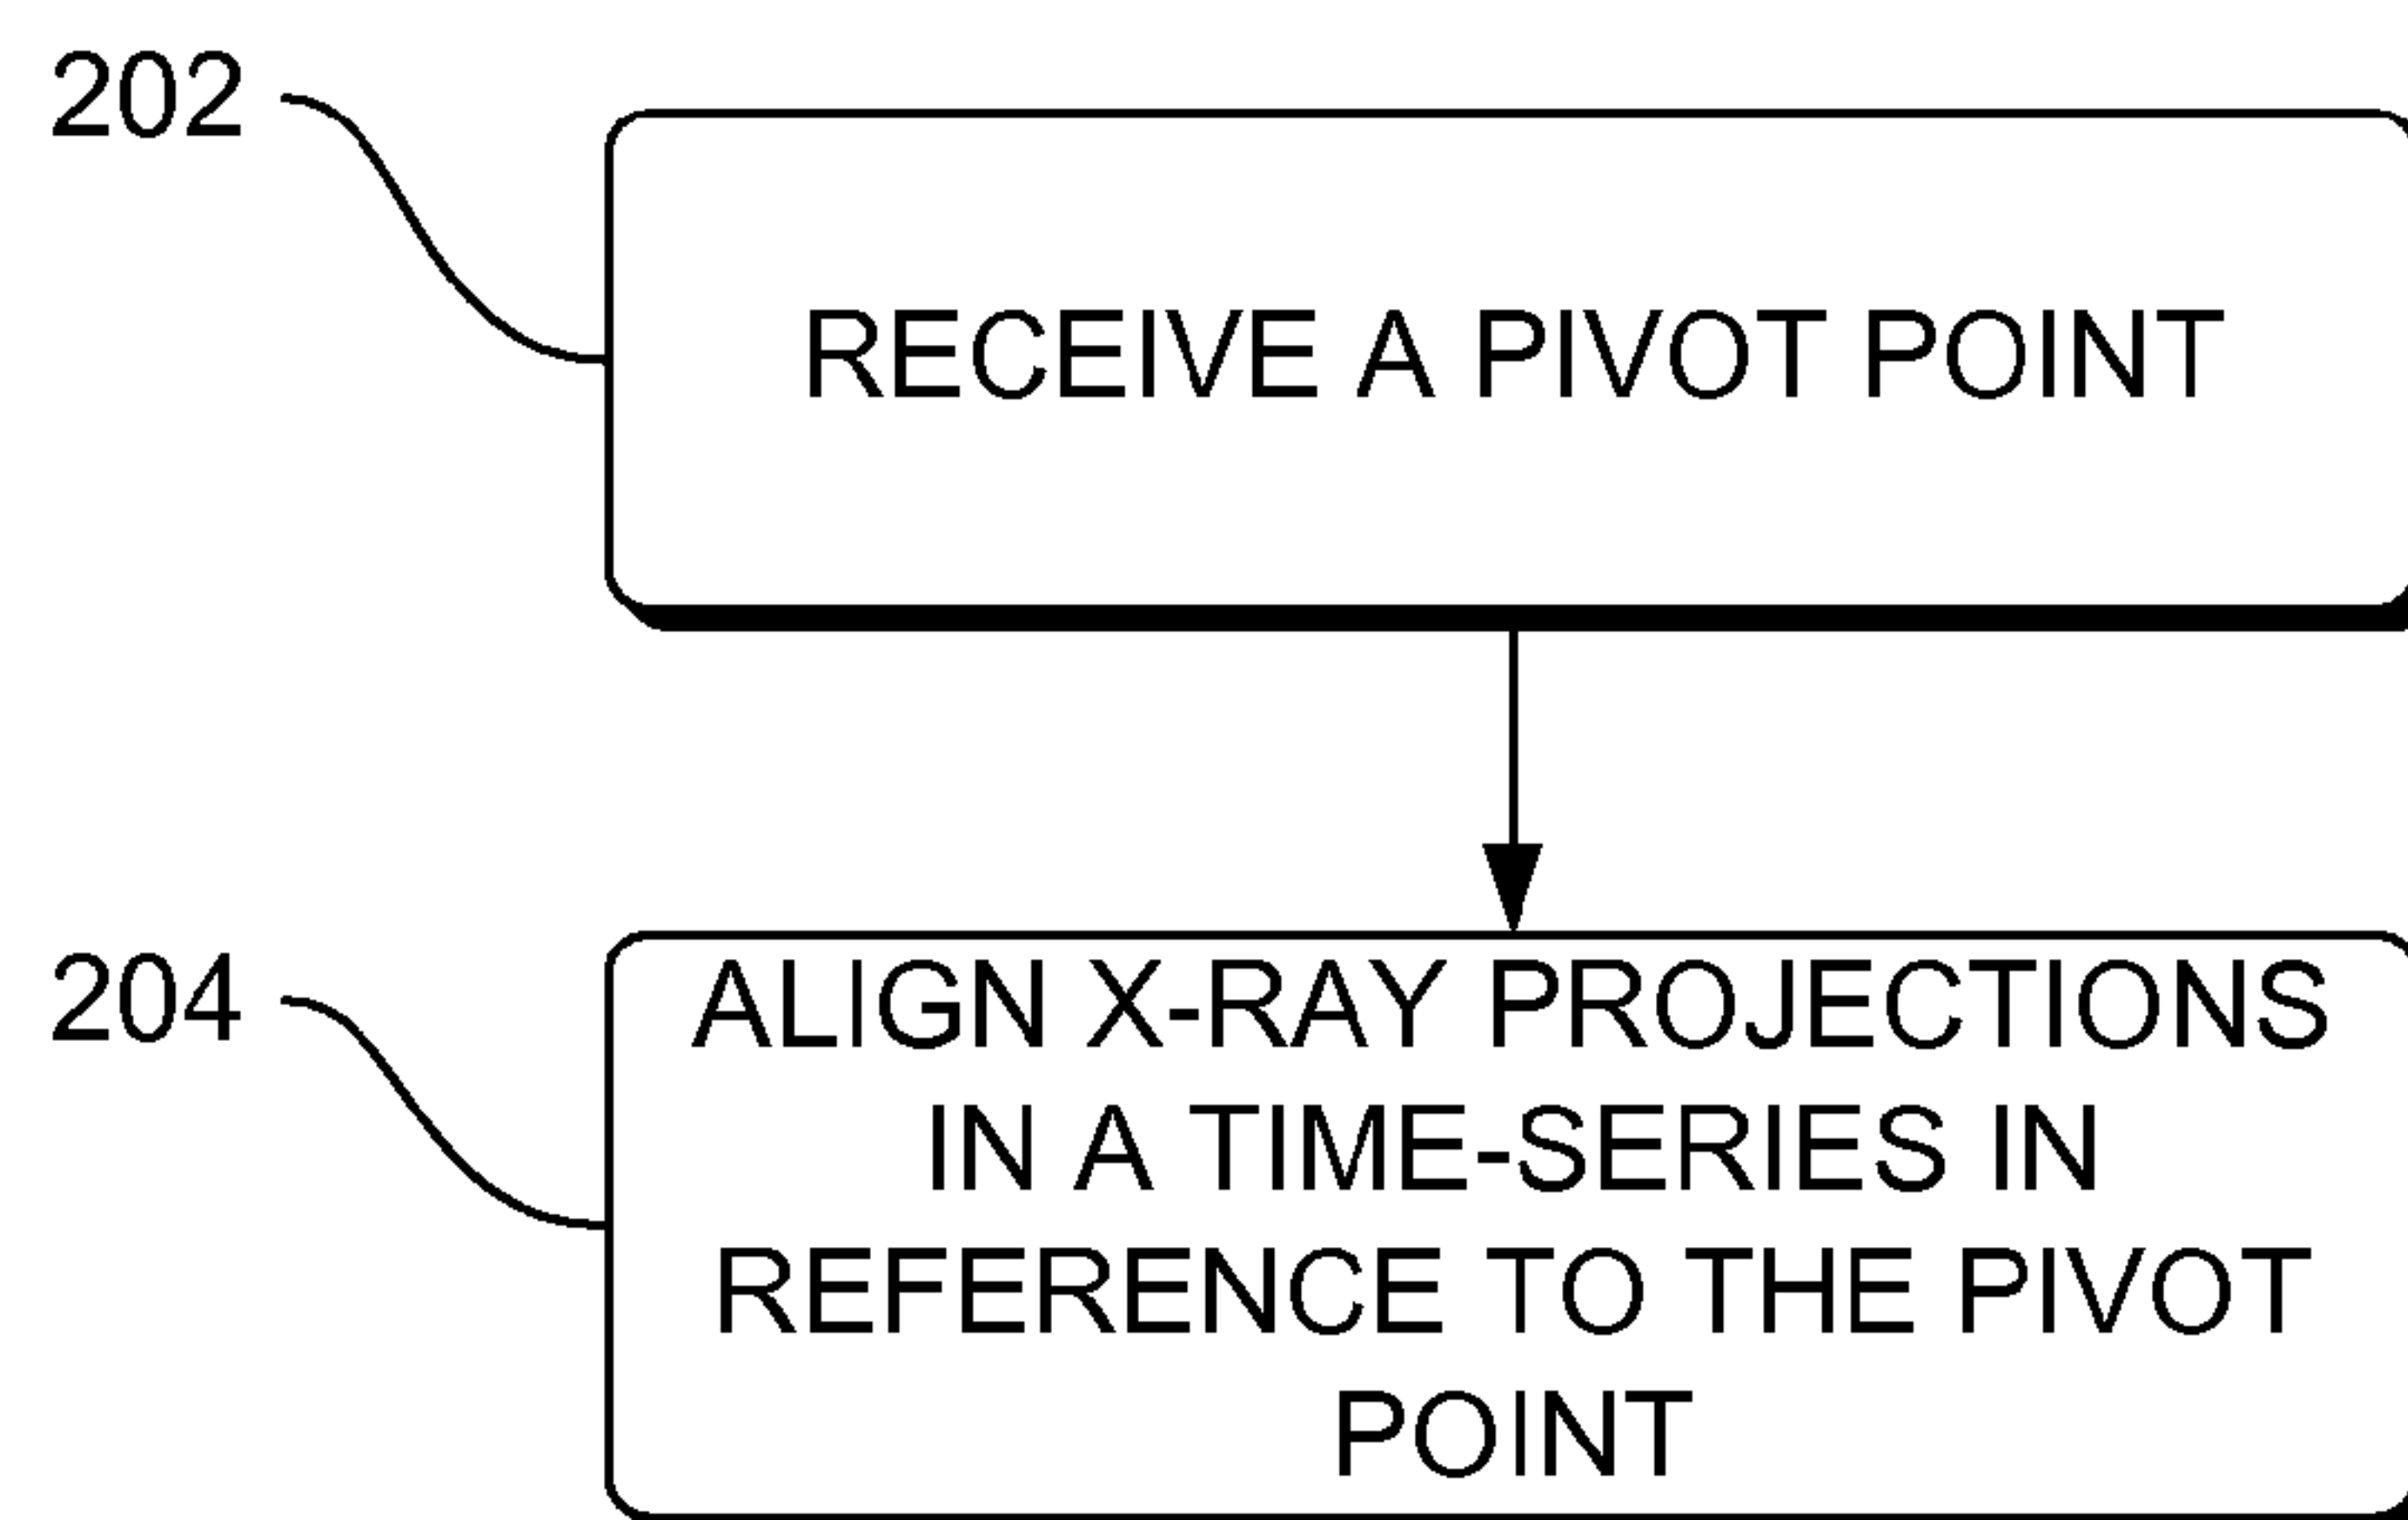 202
RECEIVE A PIVOT POINT
204
ALIGN X-RAY PROJECTIONS
IN A TIME-SERIES IN
REFERENCE TO THE PIVOT
POINT